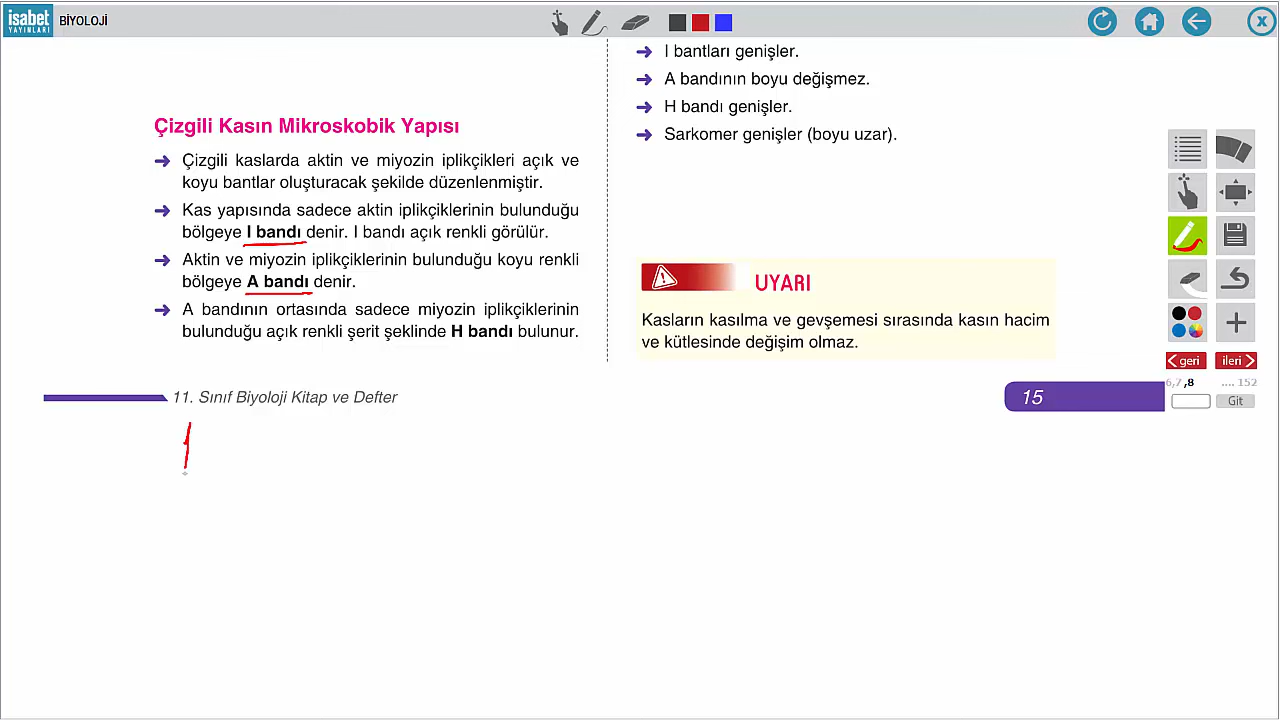 isabet
YAYINLARI
BİYOLOJİ
Çizgili Kasın Mikroskobik Yapısı
Çizgili kaslarda aktin ve miyozin iplikçikleri açık ve
koyu bantlar oluşturacak şekilde düzenlenmiştir.
Kas yapısında sadece aktin iplikçiklerinin bulunduğu
bölgeye I bandı denir. I bandı açık renkli görülür.
Aktin ve miyozin iplikçiklerinin bulunduğu koyu renkli
bölgeye A bandı denir.
A bandının ortasında sadece miyozin iplikçiklerinin
bulunduğu açık renkli şerit şeklinde H bandı bulunur.
11. Sınıf Biyoloji Kitap ve Defter
I bantları genişler.
A bandının boyu değişmez.
H bandı genişler.
Sarkomer genişler (boyu uzar).
UYARI
Kasların kasılma ve gevşemesi sırasında kasın hacim
ve kütlesinde değişim olmaz.
15
geri ileri
6,7,8 .... 152
Git